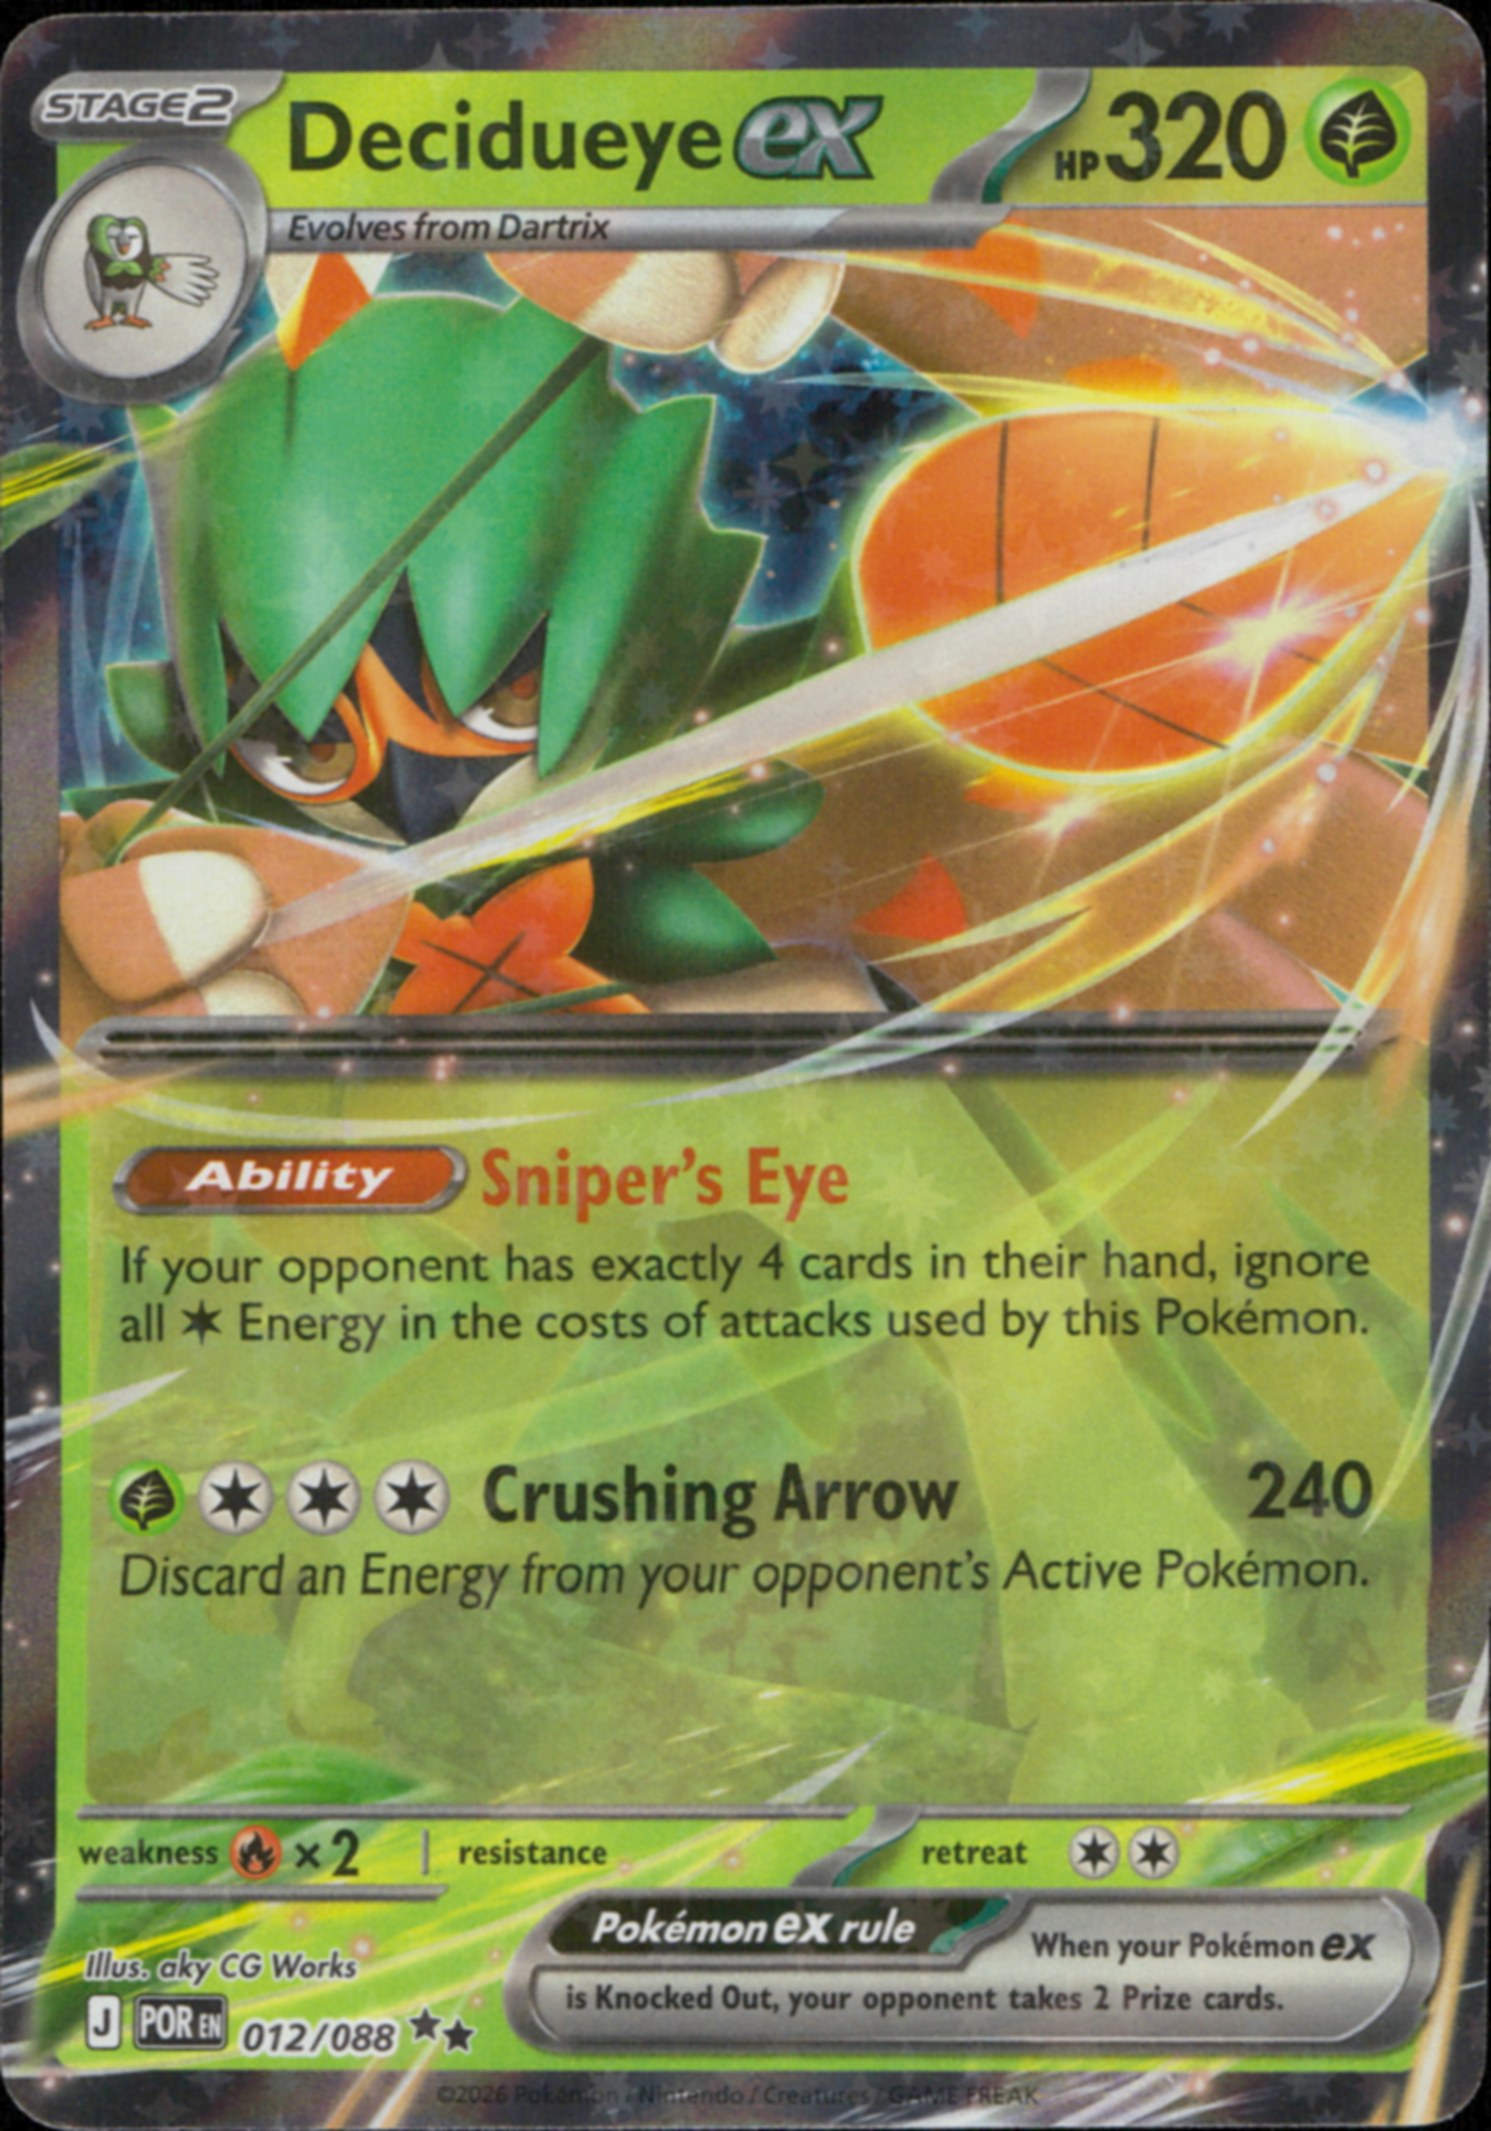 STAGE2
Decidueye ex
HP 320
Evolves from Dartrix
Ability Sniper's Eye
If your opponent has exactly 4 cards in their hand, ignore
all Energy in the costs of attacks used by this Pokémon.
Crushing Arrow 240
Discard an Energy from your opponent's Active Pokémon.
weakness ×2 resistance retreat
Pokémon ex rule When your Pokémon ex
is Knocked Out, your opponent takes 2 Prize cards.
Illus. aky CG Works
J POR EN 012/088 ★★
©2026 Pokémon / Nintendo / Creatures / GAME FREAK